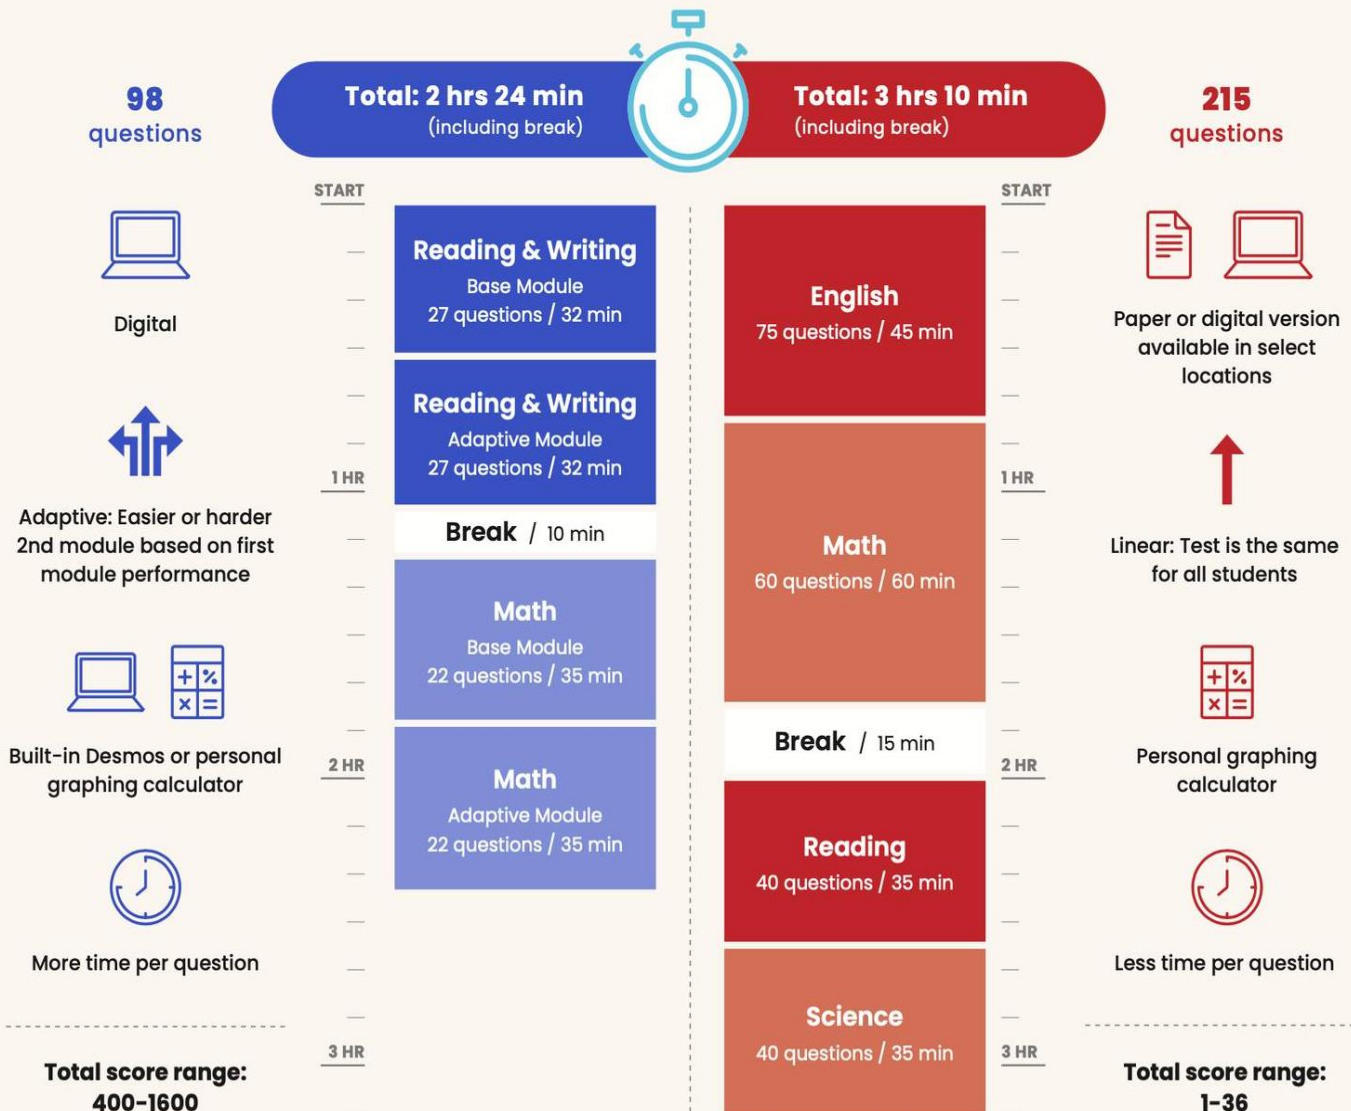 98
questions
Total: 2 hrs 24 min
(including break)
Total: 3 hrs 10 min
(including break)
215
questions
START
Digital
Adaptive: Easier or harder
2nd module based on first
module performance
+ %
× =
Built-in Desmos or personal
graphing calculator
More time per question
Total score range:
400-1600
1 HR
2 HR
3 HR
Reading & Writing
Base Module
27 questions / 32 min
Reading & Writing
Adaptive Module
27 questions / 32 min
Break / 10 min
Math
Base Module
22 questions / 35 min
Math
Adaptive Module
22 questions / 35 min
English
75 questions / 45 min
Math
60 questions / 60 min
Break / 15 min
Reading
40 questions / 35 min
Science
40 questions / 35 min
START
1 HR
2 HR
3 HR
Paper or digital version
available in select
locations
Linear: Test is the same
for all students
+ %
× =
Personal graphing
calculator
Less time per question
Total score range:
1-36